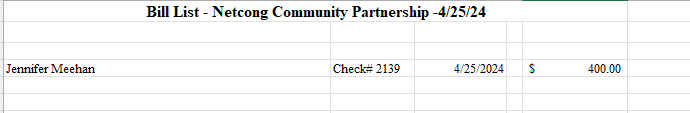 Bill List - Netcong Community Partnership -4/25/24
Jennifer Meehan Check# 2139 4/25/2024 $ 400.00